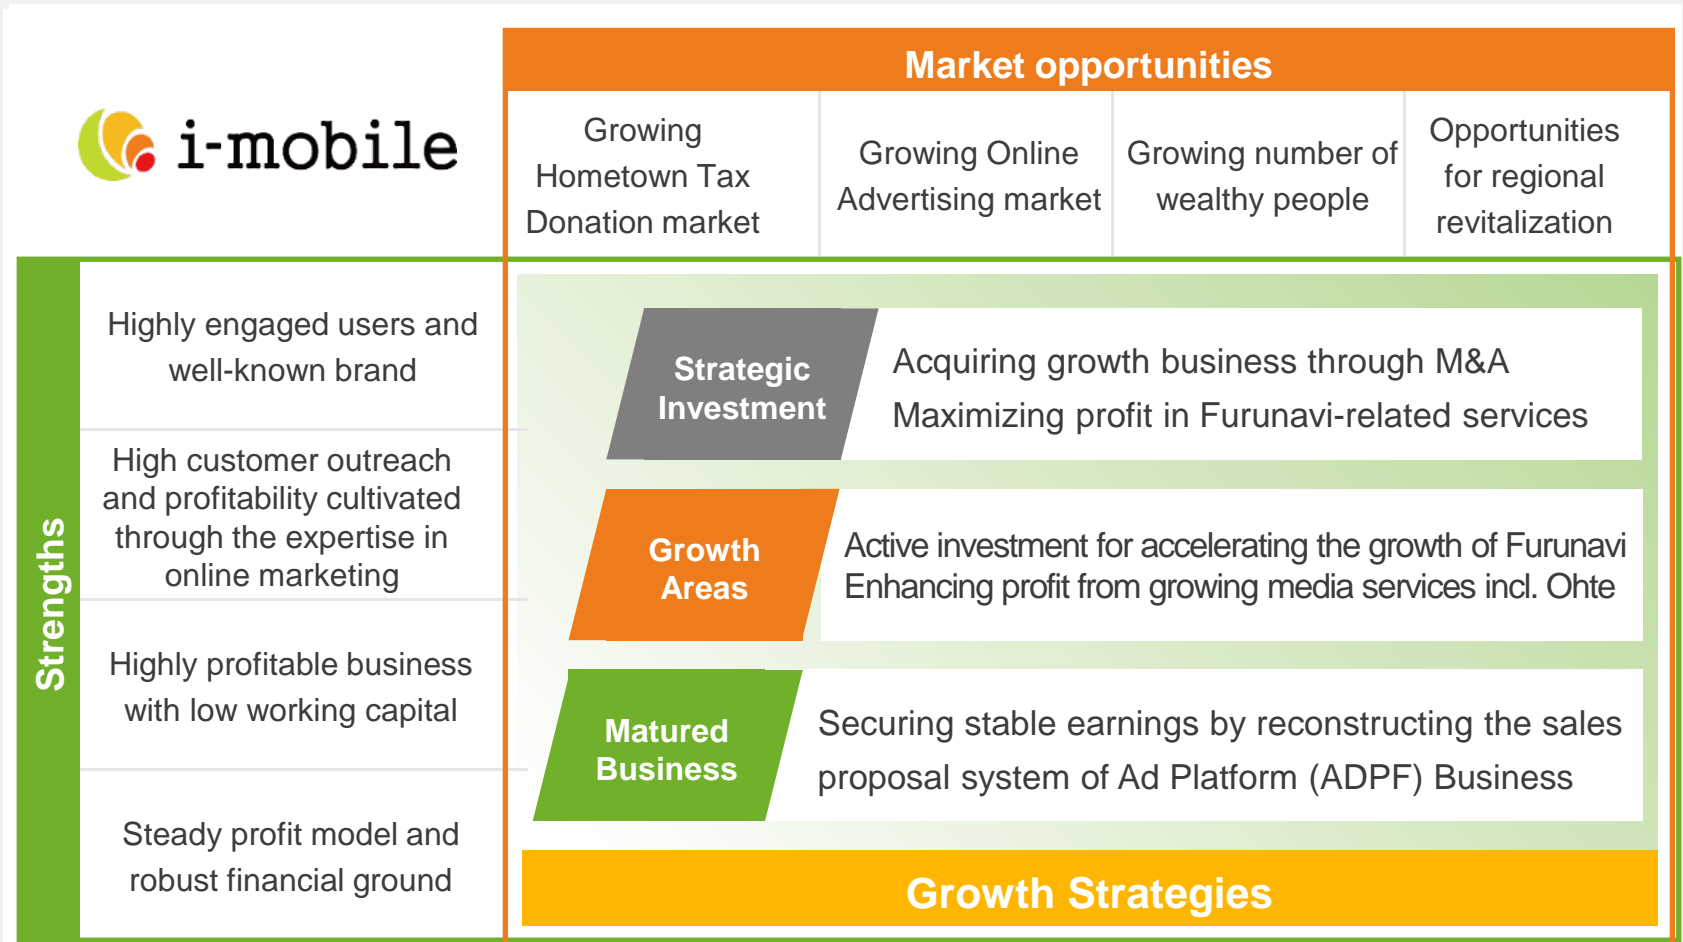 i-mobile
Market opportunities
Growing
Hometown Tax
Donation market
Growing Online
Advertising market
Growing number of
wealthy people
Opportunities
for regional
revitalization
Strengths
Highly engaged users and
well-known brand
High customer outreach
and profitability cultivated
through the expertise in
online marketing
Highly profitable business
with low working capital
Steady profit model and
robust financial ground
Strategic
Investment
Acquiring growth business through M&A
Maximizing profit in Furunavi-related services
Growth
Areas
Active investment for accelerating the growth of Furunavi
Enhancing profit from growing media services incl. Ohte
Matured
Business
Securing stable earnings by reconstructing the sales
proposal system of Ad Platform (ADPF) Business
Growth Strategies